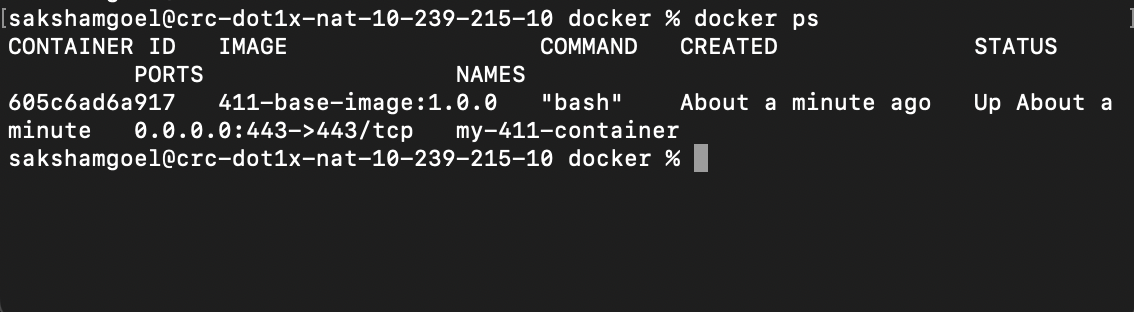 [sakshamgoel@crc-dot1x-nat-10-239-215-10 docker % docker ps ]
CONTAINER ID   IMAGE                  COMMAND   CREATED              STATUS
         PORTS                  NAMES
605c6ad6a917   411-base-image:1.0.0   "bash"    About a minute ago   Up About a
minute   0.0.0.0:443->443/tcp   my-411-container
sakshamgoel@crc-dot1x-nat-10-239-215-10 docker %